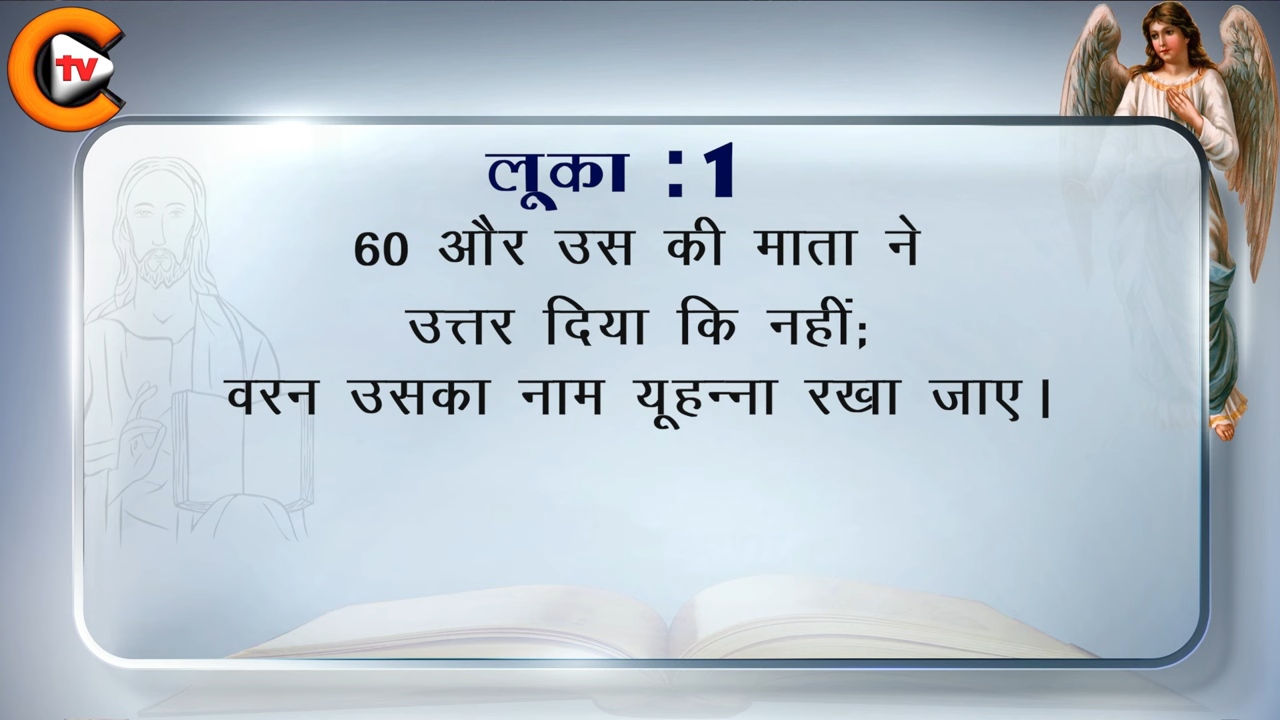 tv
लूका :1
60 और उस की माता ने
उत्तर दिया कि नहीं;
वरन उसका नाम यूहन्ना रखा जाए।